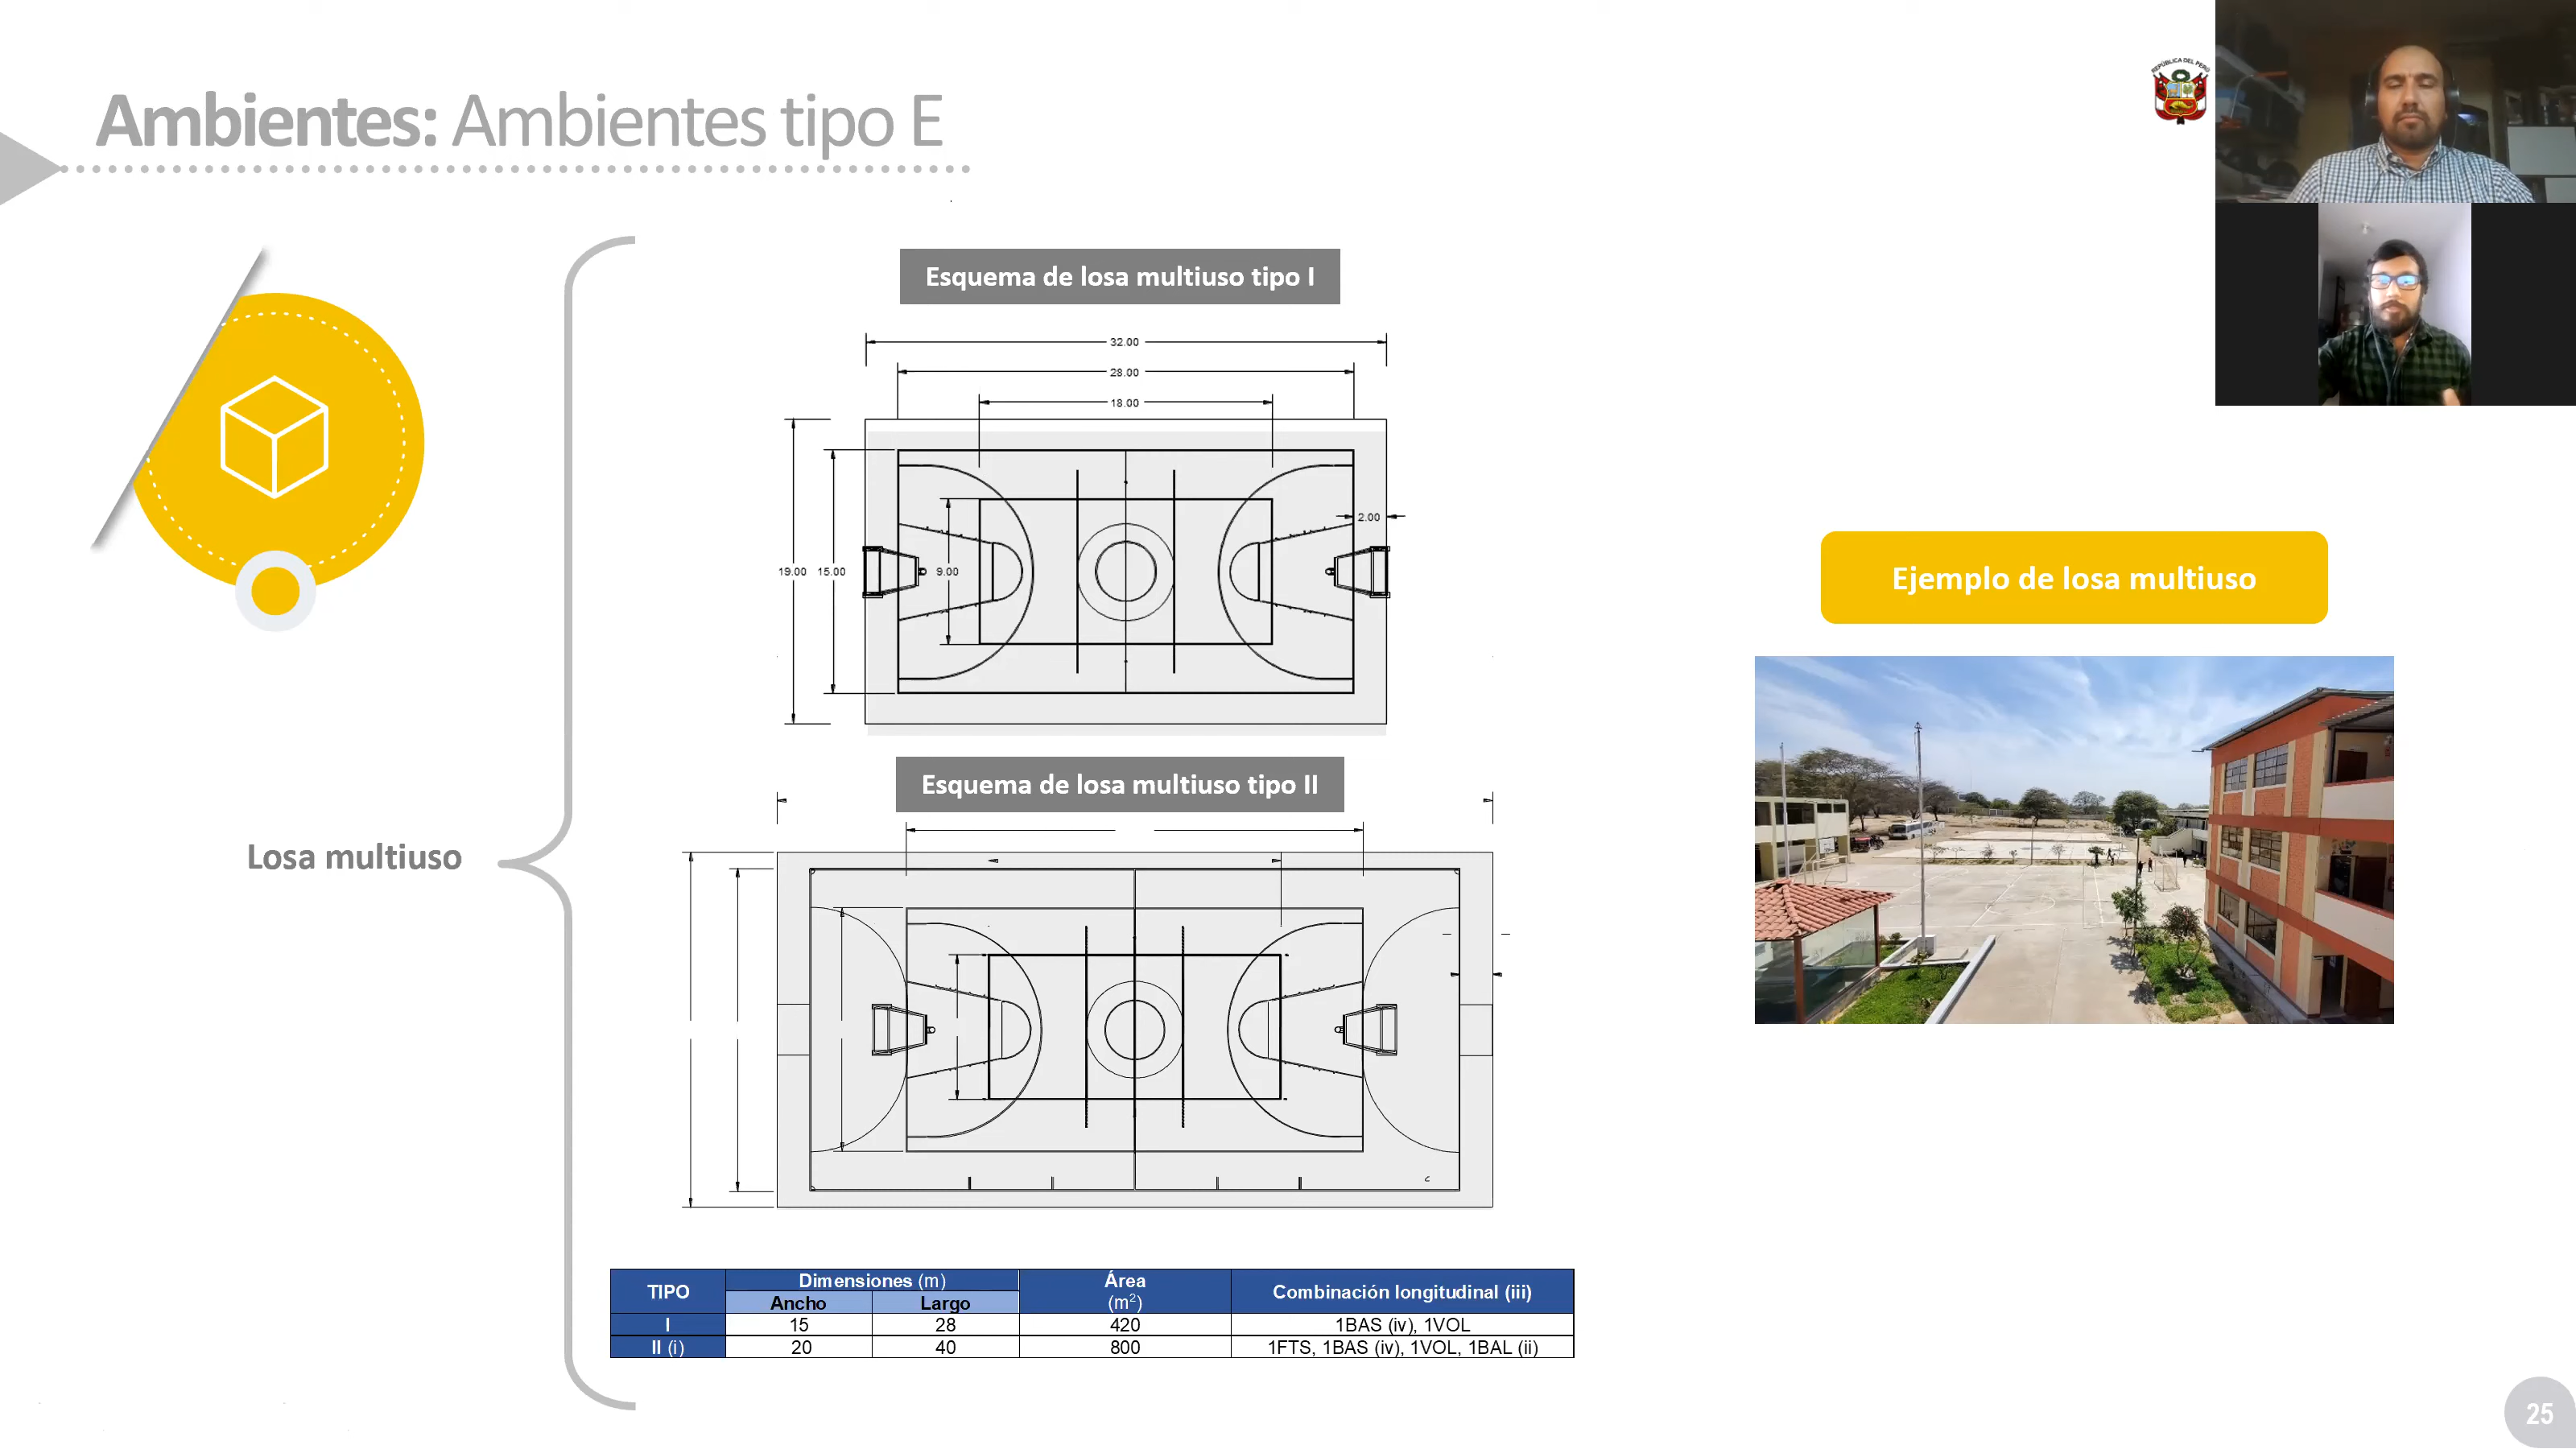 Ambientes: Ambientes tipo E
REPÚBLICA DEL PERÚ
Esquema de losa multiuso tipo I
32.00
28.00
18.00
2.00
19.00 15.00 9.00
Ejemplo de losa multiuso
Esquema de losa multiuso tipo II
Losa multiuso
TIPO Dimensiones (m) Área (m²) Combinación longitudinal (iii)
Ancho Largo
I 15 28 420 1BAS (iv), 1VOL
II (i) 20 40 800 1FTS, 1BAS (iv), 1VOL, 1BAL (ii)
25